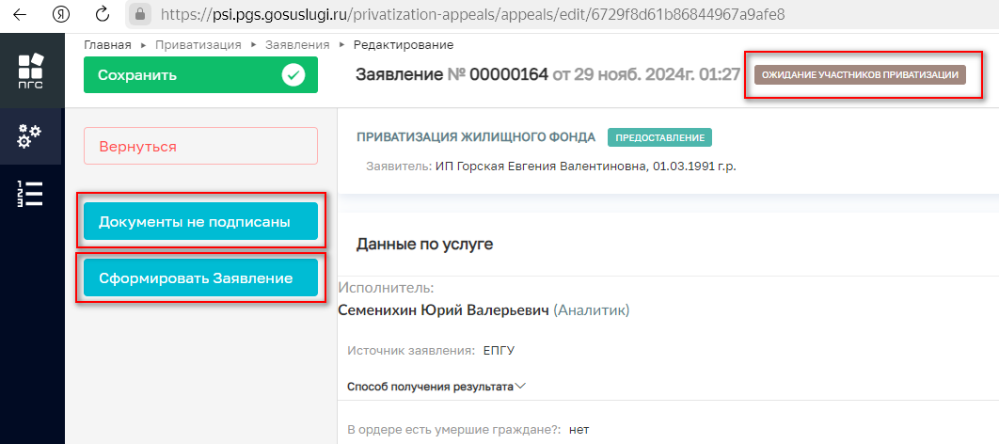 https://psi.pgs.gosuslugi.ru/privatization-appeals/appeals/edit/6729f8d61b86844967a9afe8
Главная ▸ Приватизация ▸ Заявления ▸ Редактирование
ПГС
Сохранить
Заявление № 00000164 от 29 нояб. 2024г. 01:27
ОЖИДАНИЕ УЧАСТНИКОВ ПРИВАТИЗАЦИИ
Вернуться
ПРИВАТИЗАЦИЯ ЖИЛИЩНОГО ФОНДА ПРЕДОСТАВЛЕНИЕ
Заявитель: ИП Горская Евгения Валентиновна, 01.03.1991 г.р.
Документы не подписаны
Сформировать Заявление
Данные по услуге
Исполнитель:
Семенихин Юрий Валерьевич (Аналитик)
Источник заявления: ЕПГУ
Способ получения результата
В ордере есть умершие граждане?: нет